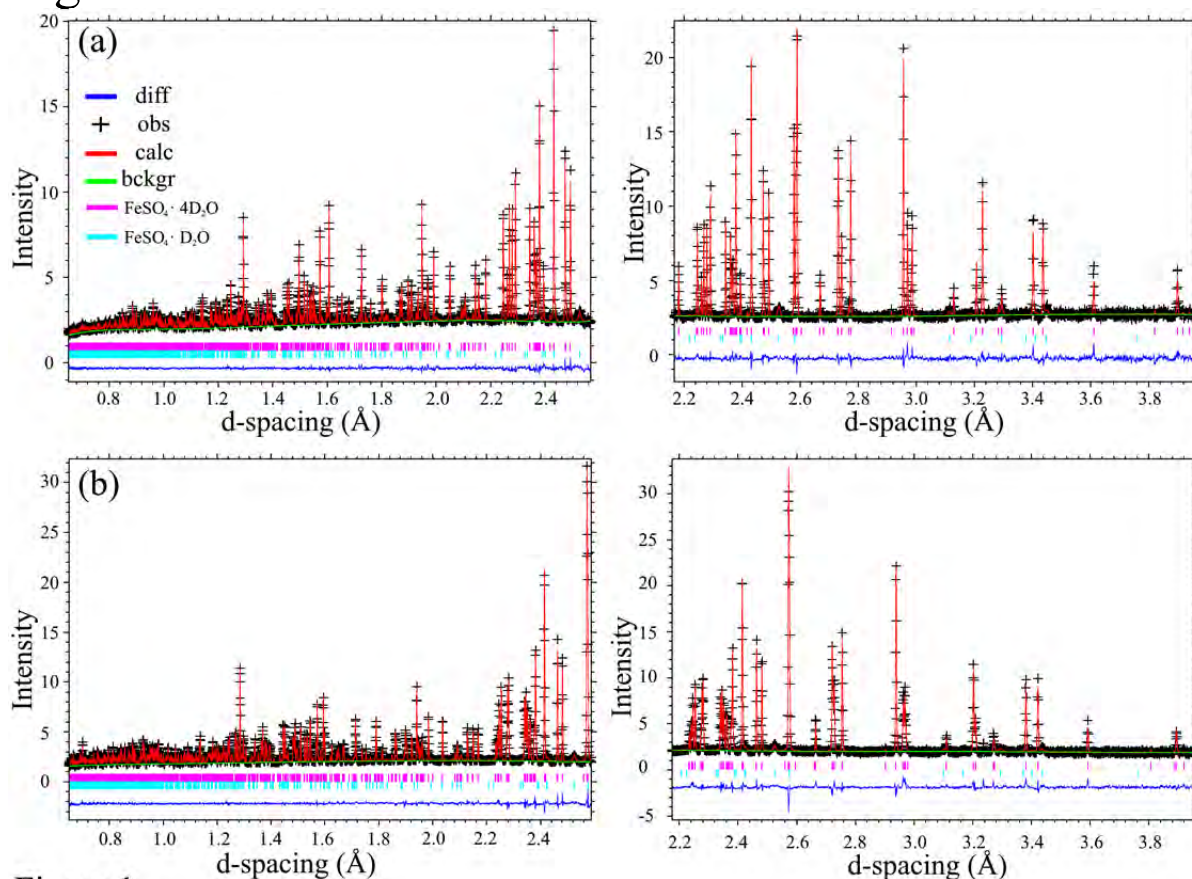 (a)
diff
obs
calc
bckgr
FeSO₄· 4D₂O
FeSO₄· D₂O
Intensity
20
15
10
5
0
0.8 1.0 1.2 1.4 1.6 1.8 2.0 2.2 2.4
d-spacing (Å)
Intensity
20
15
10
5
0
2.2 2.4 2.6 2.8 3.0 3.2 3.4 3.6 3.8
d-spacing (Å)
(b)
Intensity
30
25
20
15
10
5
0
0.8 1.0 1.2 1.4 1.6 1.8 2.0 2.2 2.4
d-spacing (Å)
Intensity
30
25
20
15
10
5
0
-5
2.2 2.4 2.6 2.8 3.0 3.2 3.4 3.6 3.8
d-spacing (Å)